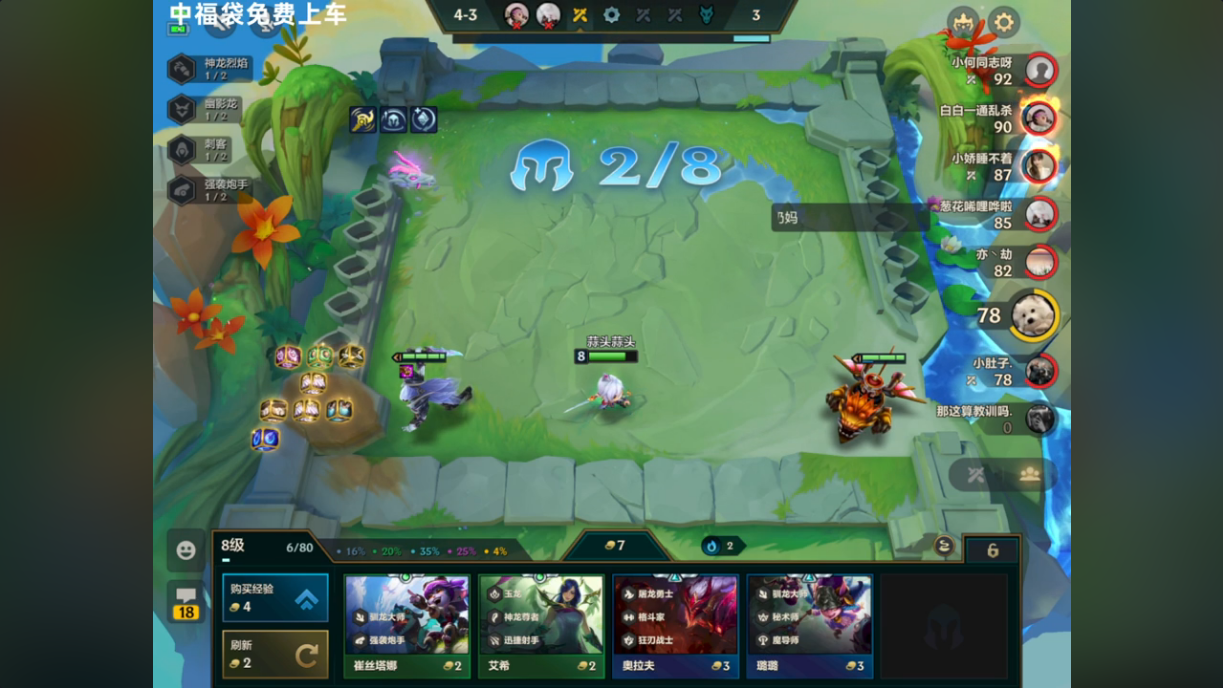 中福袋免费上车
4-3
3
神龙烈焰
1/2
幽影龙
1/2
刺客
1/2
强袭炮手
1/2
2/8
小何同志呀
92
白白一通乱杀
90
小娇睡不着
87
葱花唏哩哗啦
85
亦丶劫
82
78
小肚子.
78
那这算教训吗.
0
乃妈
蒜头蒜头
8
8级
6/80
16%
20%
35%
25%
4%
7
2
6
购买经验
4
刷新
2
18
驯龙大师
强袭炮手
崔丝塔娜
2
玉龙
神龙尊者
迅捷射手
艾希
2
屠龙勇士
格斗家
狂刃战士
奥拉夫
3
驯龙大师
秘术师
魔导师
璐璐
3